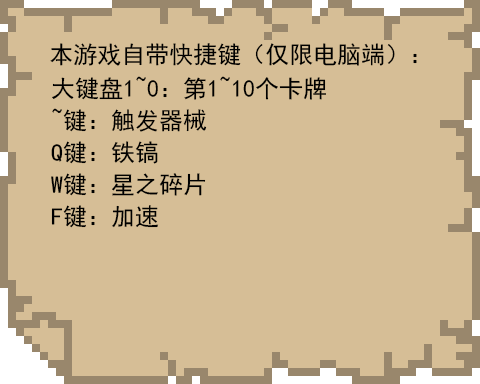 本游戏自带快捷键（仅限电脑端）：
大键盘1~0：第1~10个卡牌
~键：触发器械
Q键：铁镐
W键：星之碎片
F键：加速